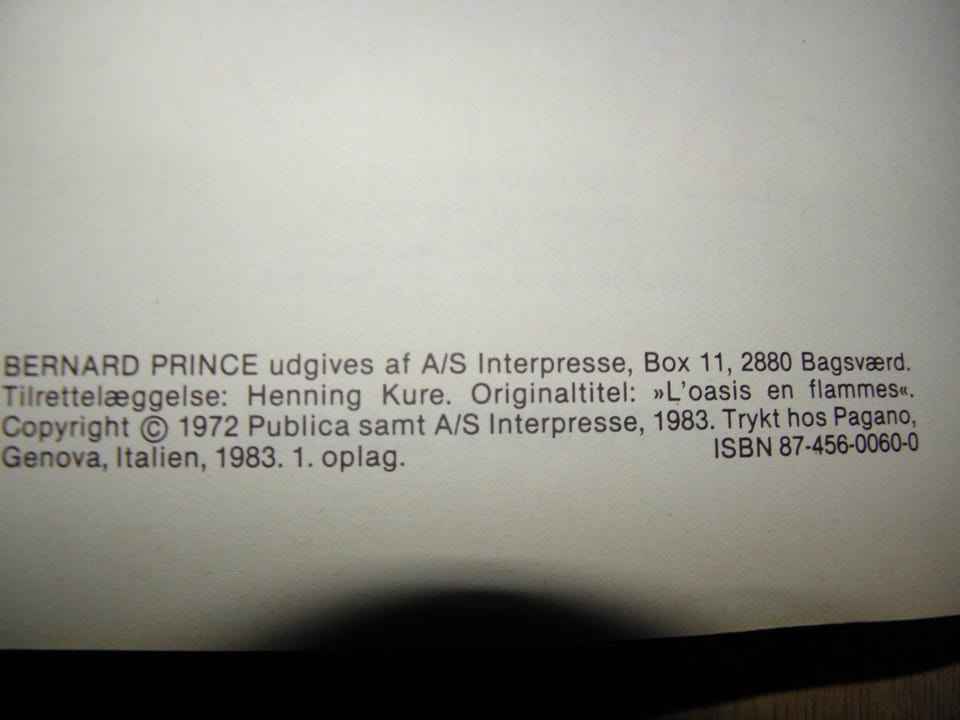 BERNARD PRINCE udgives af A/S Interpresse, Box 11, 2880 Bagsværd.
Tilrettelæggelse: Henning Kure. Originaltitel: »L'oasis en flammes«.
Copyright © 1972 Publica samt A/S Interpresse, 1983. Trykt hos Pagano,
Genova, Italien, 1983. 1. oplag. ISBN 87-456-0060-0